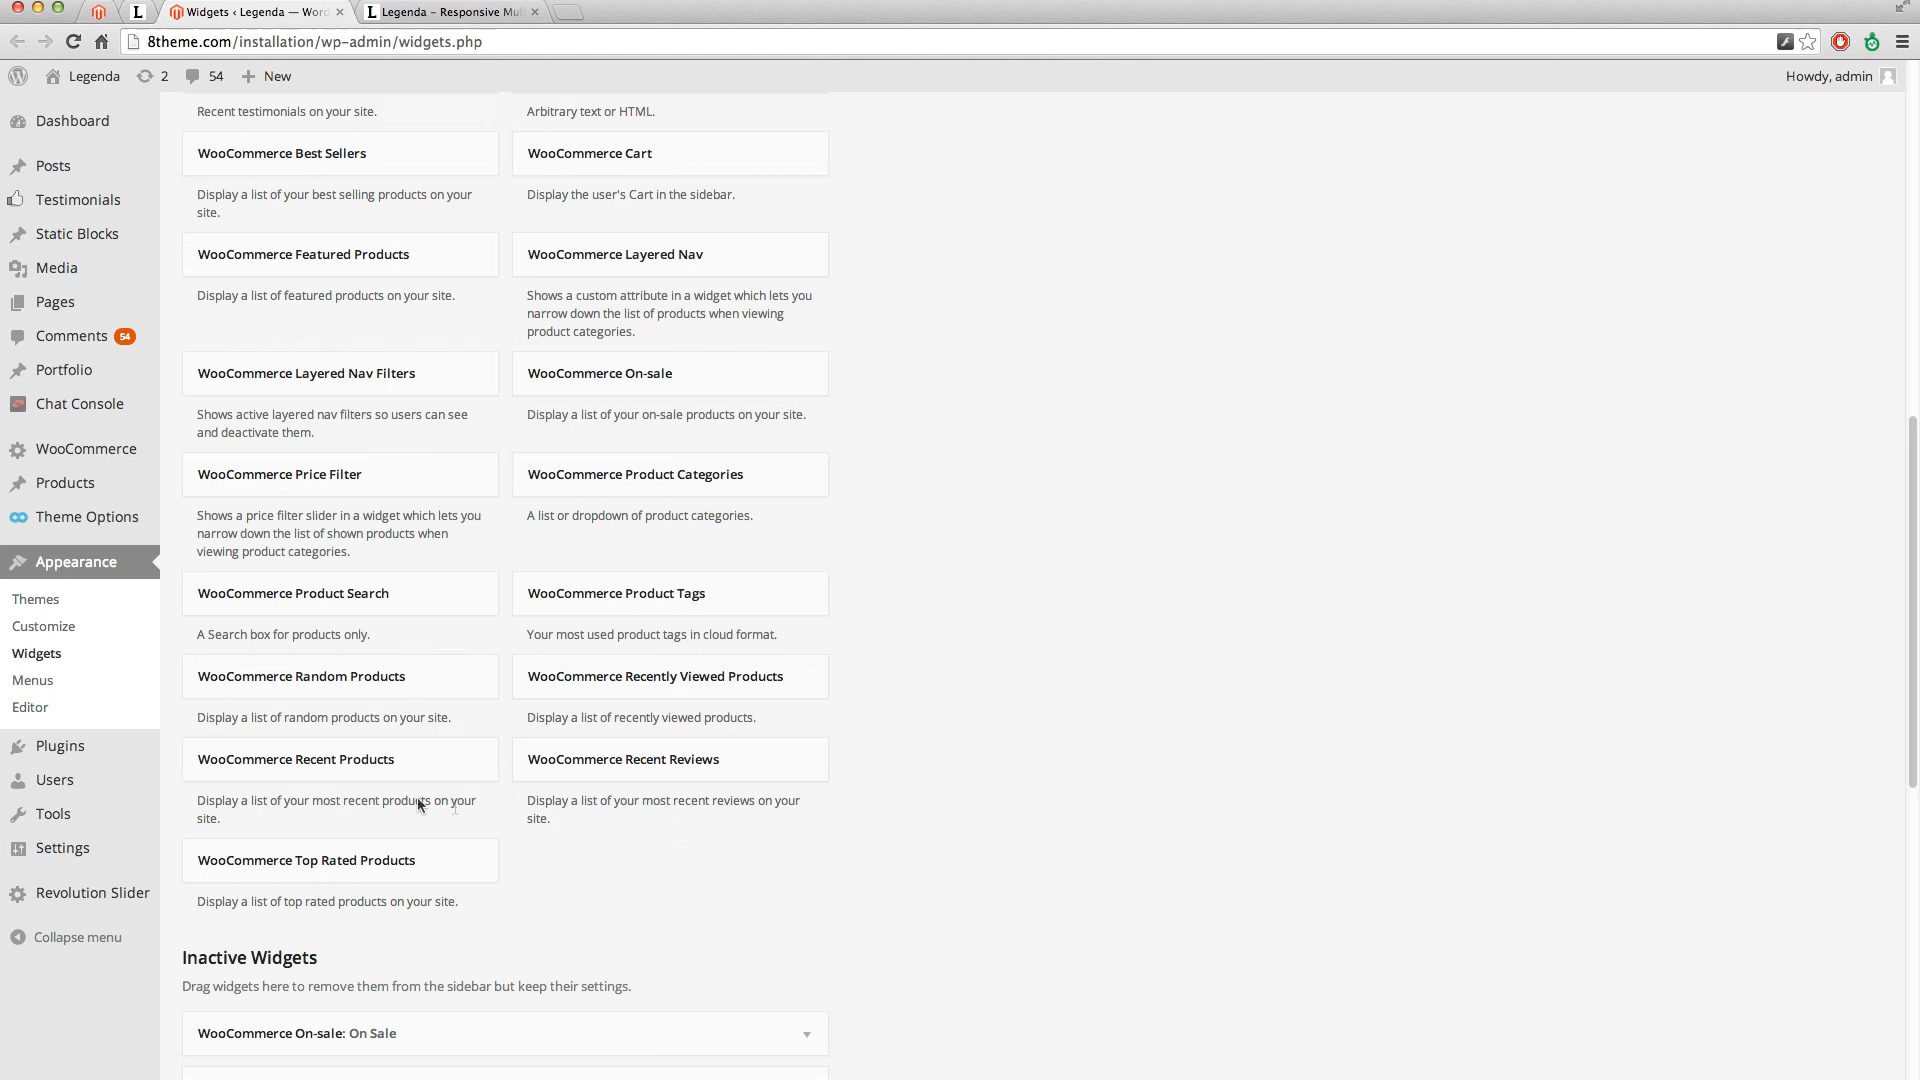 Widgets ‹ Legenda — Wor
Legenda – Responsive Mul
8theme.com/installation/wp-admin/widgets.php
Legenda 2 54 New
Howdy, admin
Dashboard
Posts
Testimonials
Static Blocks
Media
Pages
Comments 54
Portfolio
Chat Console
WooCommerce
Products
Theme Options
Appearance
Themes
Customize
Widgets
Menus
Editor
Plugins
Users
Tools
Settings
Revolution Slider
Collapse menu
Recent testimonials on your site.
Arbitrary text or HTML.
WooCommerce Best Sellers
Display a list of your best selling products on your
site.
WooCommerce Cart
Display the user's Cart in the sidebar.
WooCommerce Featured Products
Display a list of featured products on your site.
WooCommerce Layered Nav
Shows a custom attribute in a widget which lets you
narrow down the list of products when viewing
product categories.
WooCommerce Layered Nav Filters
Shows active layered nav filters so users can see
and deactivate them.
WooCommerce On-sale
Display a list of your on-sale products on your site.
WooCommerce Price Filter
Shows a price filter slider in a widget which lets you
narrow down the list of shown products when
viewing product categories.
WooCommerce Product Categories
A list or dropdown of product categories.
WooCommerce Product Search
A Search box for products only.
WooCommerce Product Tags
Your most used product tags in cloud format.
WooCommerce Random Products
Display a list of random products on your site.
WooCommerce Recently Viewed Products
Display a list of recently viewed products.
WooCommerce Recent Products
Display a list of your most recent products on your
site.
WooCommerce Recent Reviews
Display a list of your most recent reviews on your
site.
WooCommerce Top Rated Products
Display a list of top rated products on your site.
Inactive Widgets
Drag widgets here to remove them from the sidebar but keep their settings.
WooCommerce On-sale: On Sale